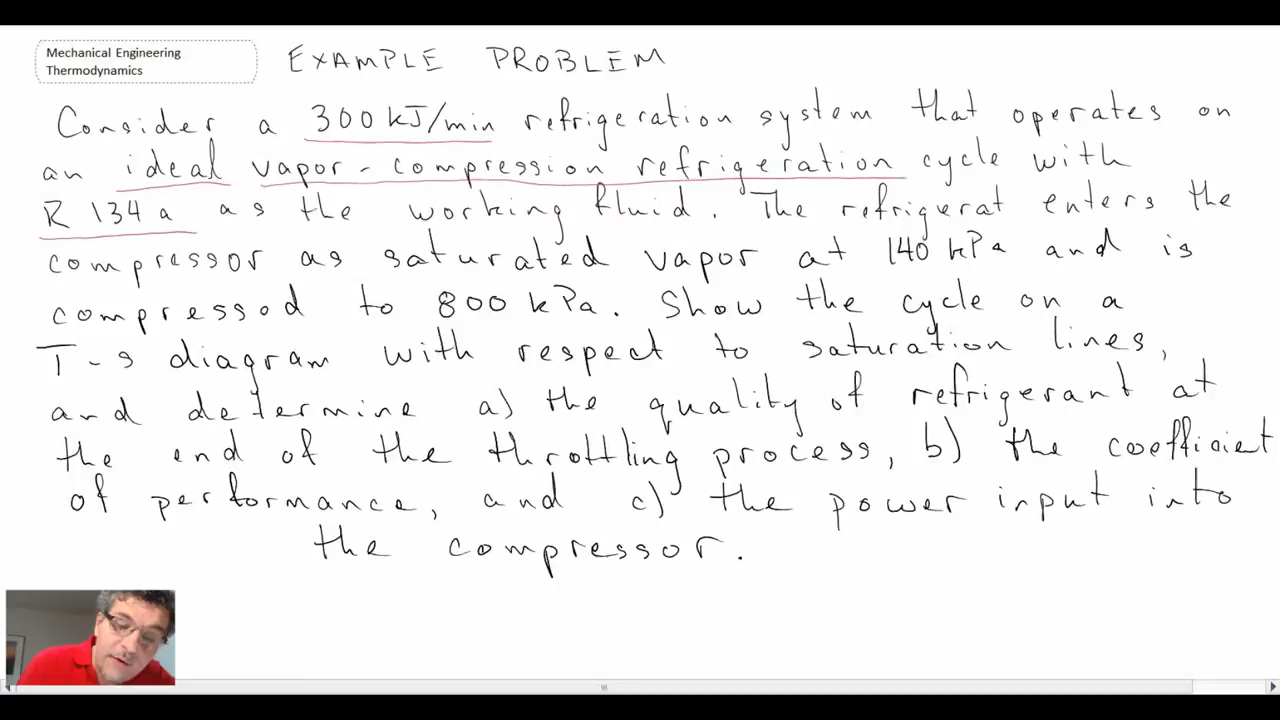 Mechanical Engineering
Thermodynamics
EXAMPLE PROBLEM
Consider a 300 kJ/min refrigeration system that operates on
an ideal vapor-compression refrigeration cycle with
R 134a as the working fluid. The refrigerat enters the
compressor as saturated vapor at 140 kPa and is
compressed to 800 kPa. Show the cycle on a
T-s diagram with respect to saturation lines,
and determine a) the quality of refrigerant at
the end of the throttling process, b) the coefficient
of performance, and c) the power input into
the compressor.